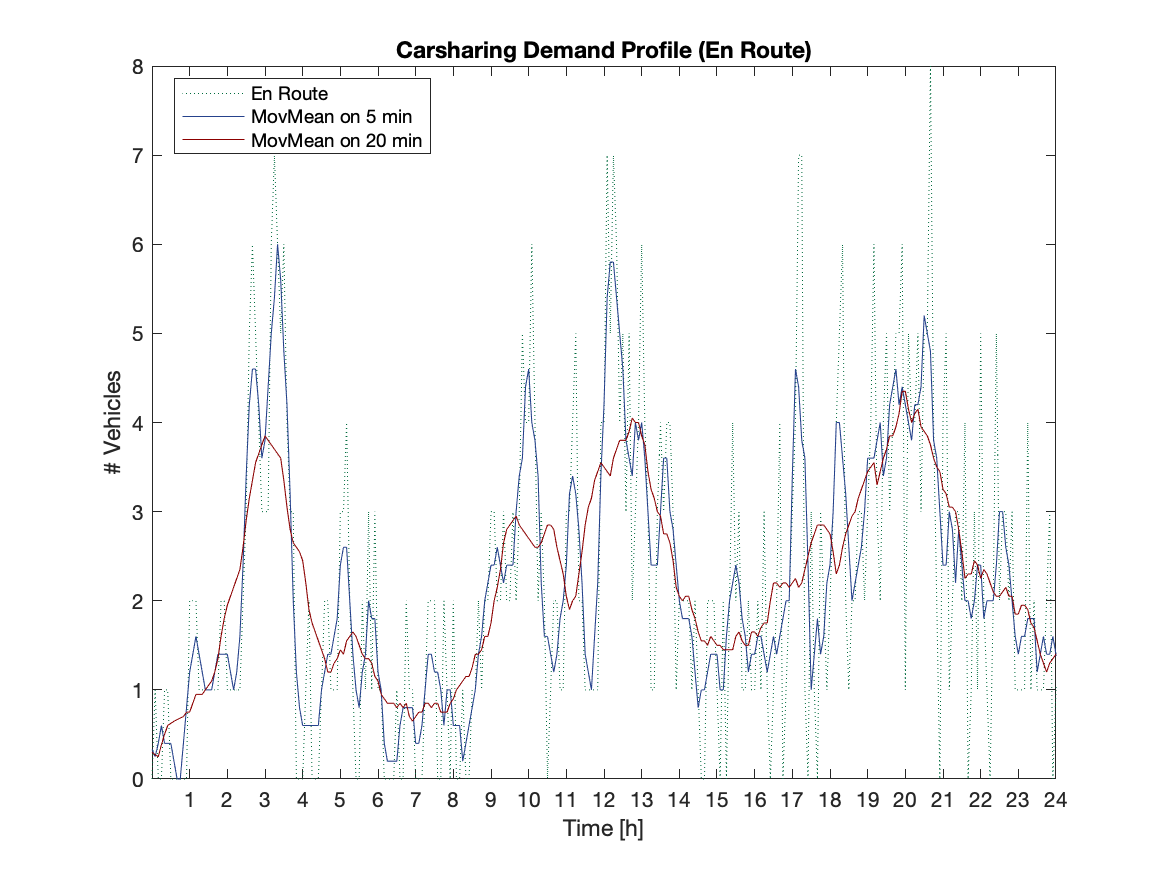 Carsharing Demand Profile (En Route)
En Route
MovMean on 5 min
MovMean on 20 min
8
7
6
5
4
3
2
1
0
# Vehicles
1 2 3 4 5 6 7 8 9 10 11 12 13 14 15 16 17 18 19 20 21 22 23 24
Time [h]